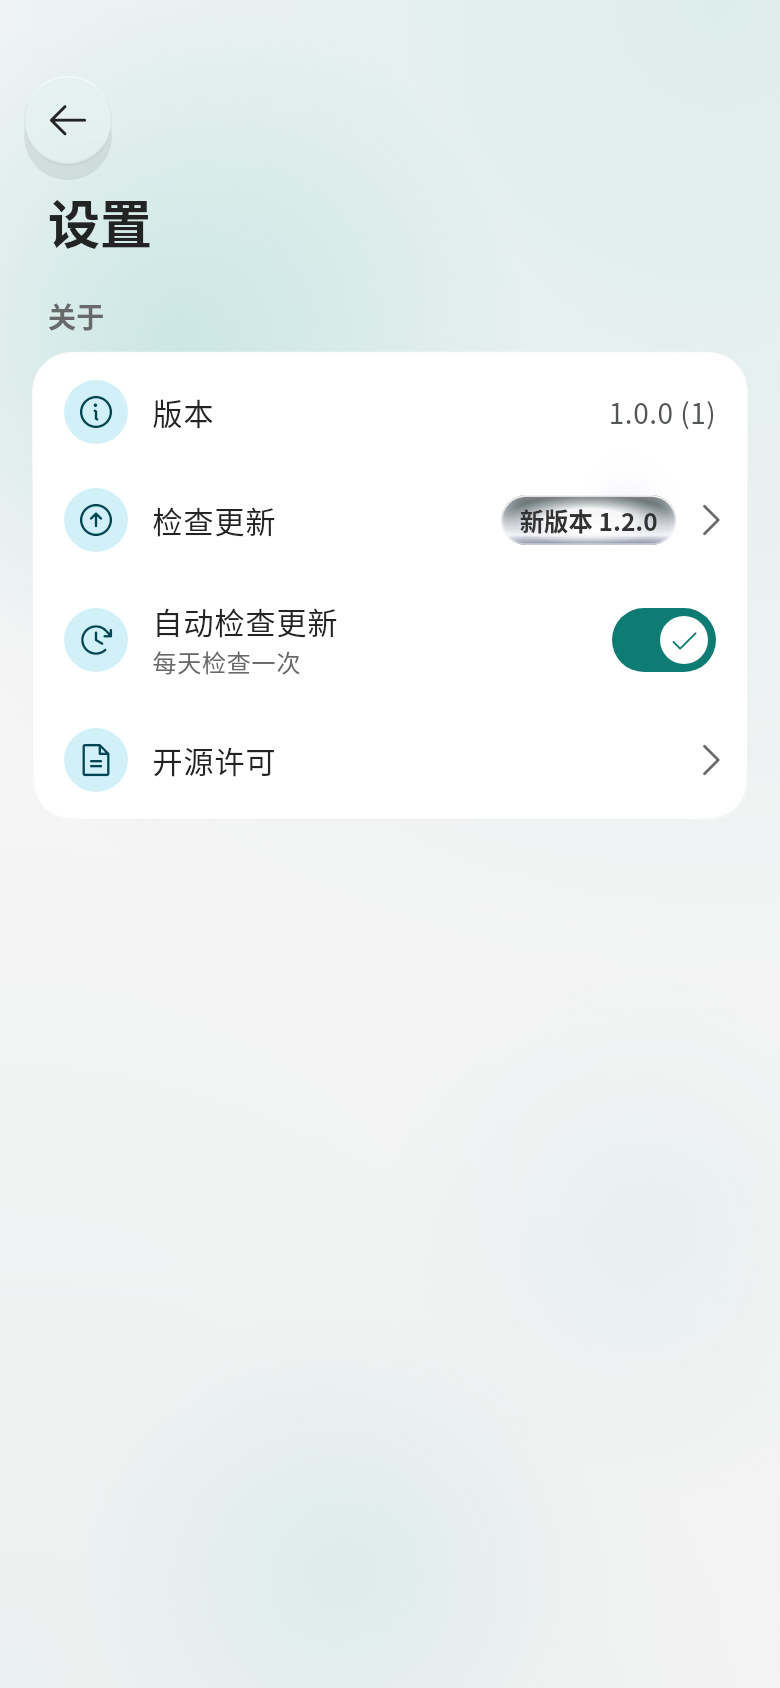 设置
关于
版本 1.0.0 (1)
检查更新 新版本 1.2.0
自动检查更新
每天检查一次
开源许可